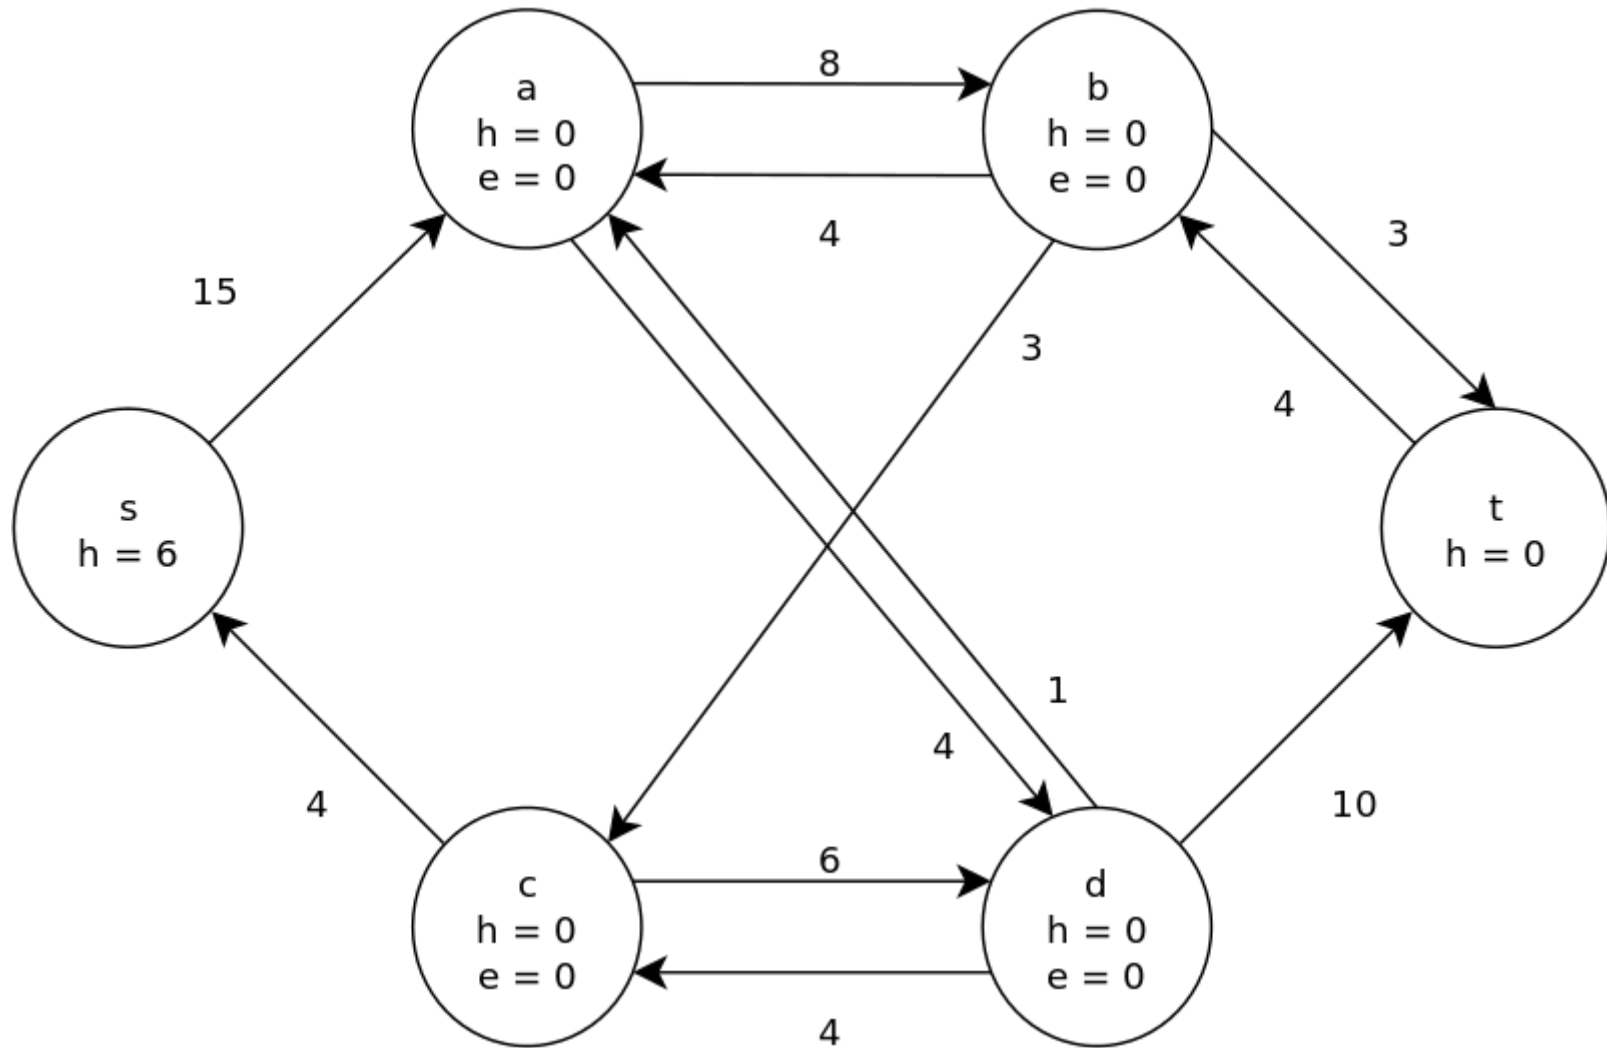 8
a
h = 0
e = 0
b
h = 0
e = 0
4
3
15
3
4
s
h = 6
t
h = 0
1
4
4
10
6
c
h = 0
e = 0
d
h = 0
e = 0
4